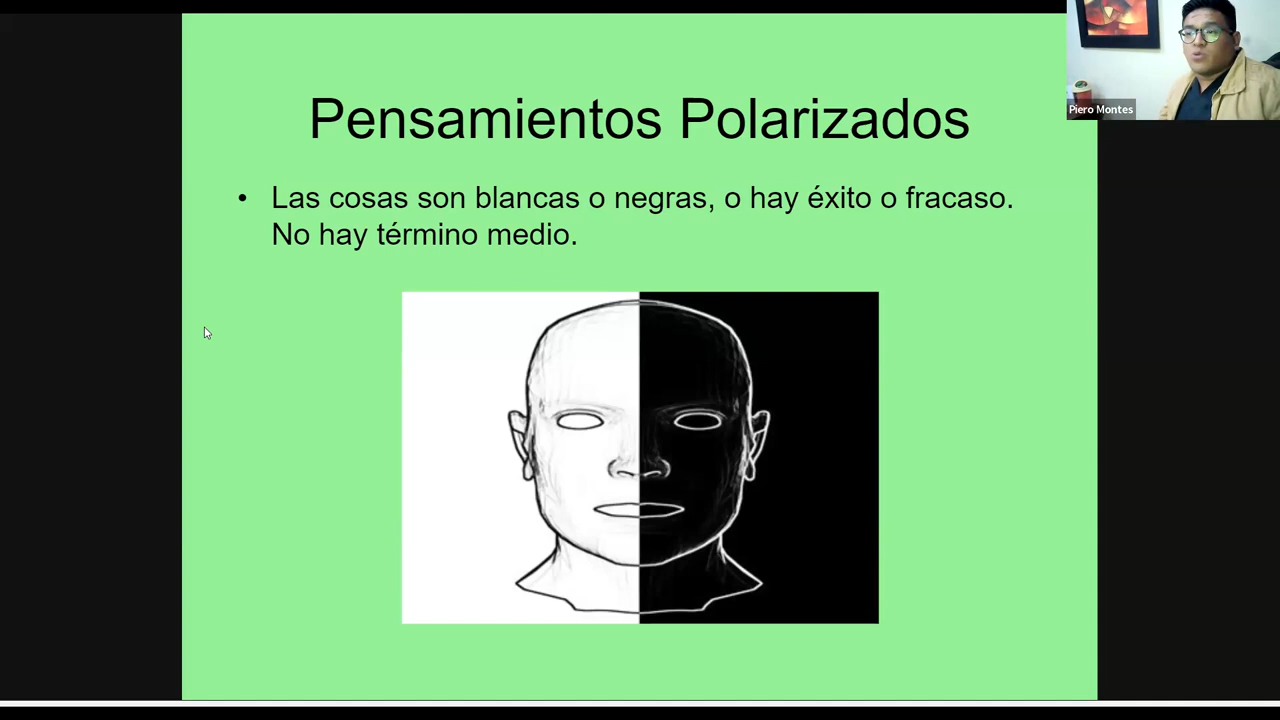 Pensamientos Polarizados
• Las cosas son blancas o negras, o hay éxito o fracaso.
No hay término medio.
Piero Montes